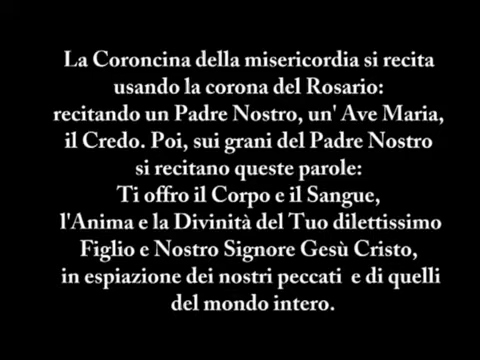 La Coroncina della misericordia si recita
usando la corona del Rosario:
recitando un Padre Nostro, un' Ave Maria,
il Credo. Poi, sui grani del Padre Nostro
si recitano queste parole:
Ti offro il Corpo e il Sangue,
l'Anima e la Divinità del Tuo dilettissimo
Figlio e Nostro Signore Gesù Cristo,
in espiazione dei nostri peccati e di quelli
del mondo intero.